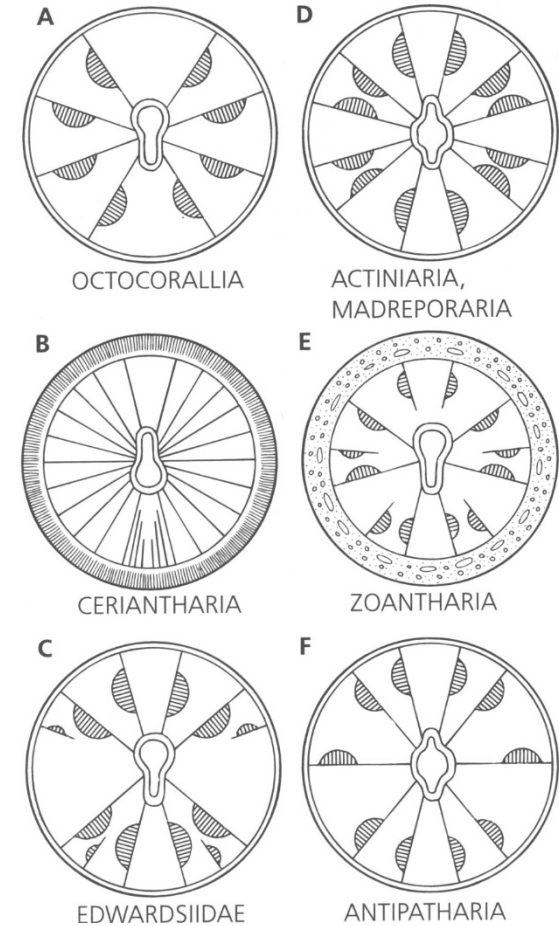 A
OCTOCORALLIA
D
ACTINIARIA,
MADREPORARIA
B
CERIANTHARIA
E
ZOANTHARIA
C
EDWARDSIIDAE
F
ANTIPATHARIA